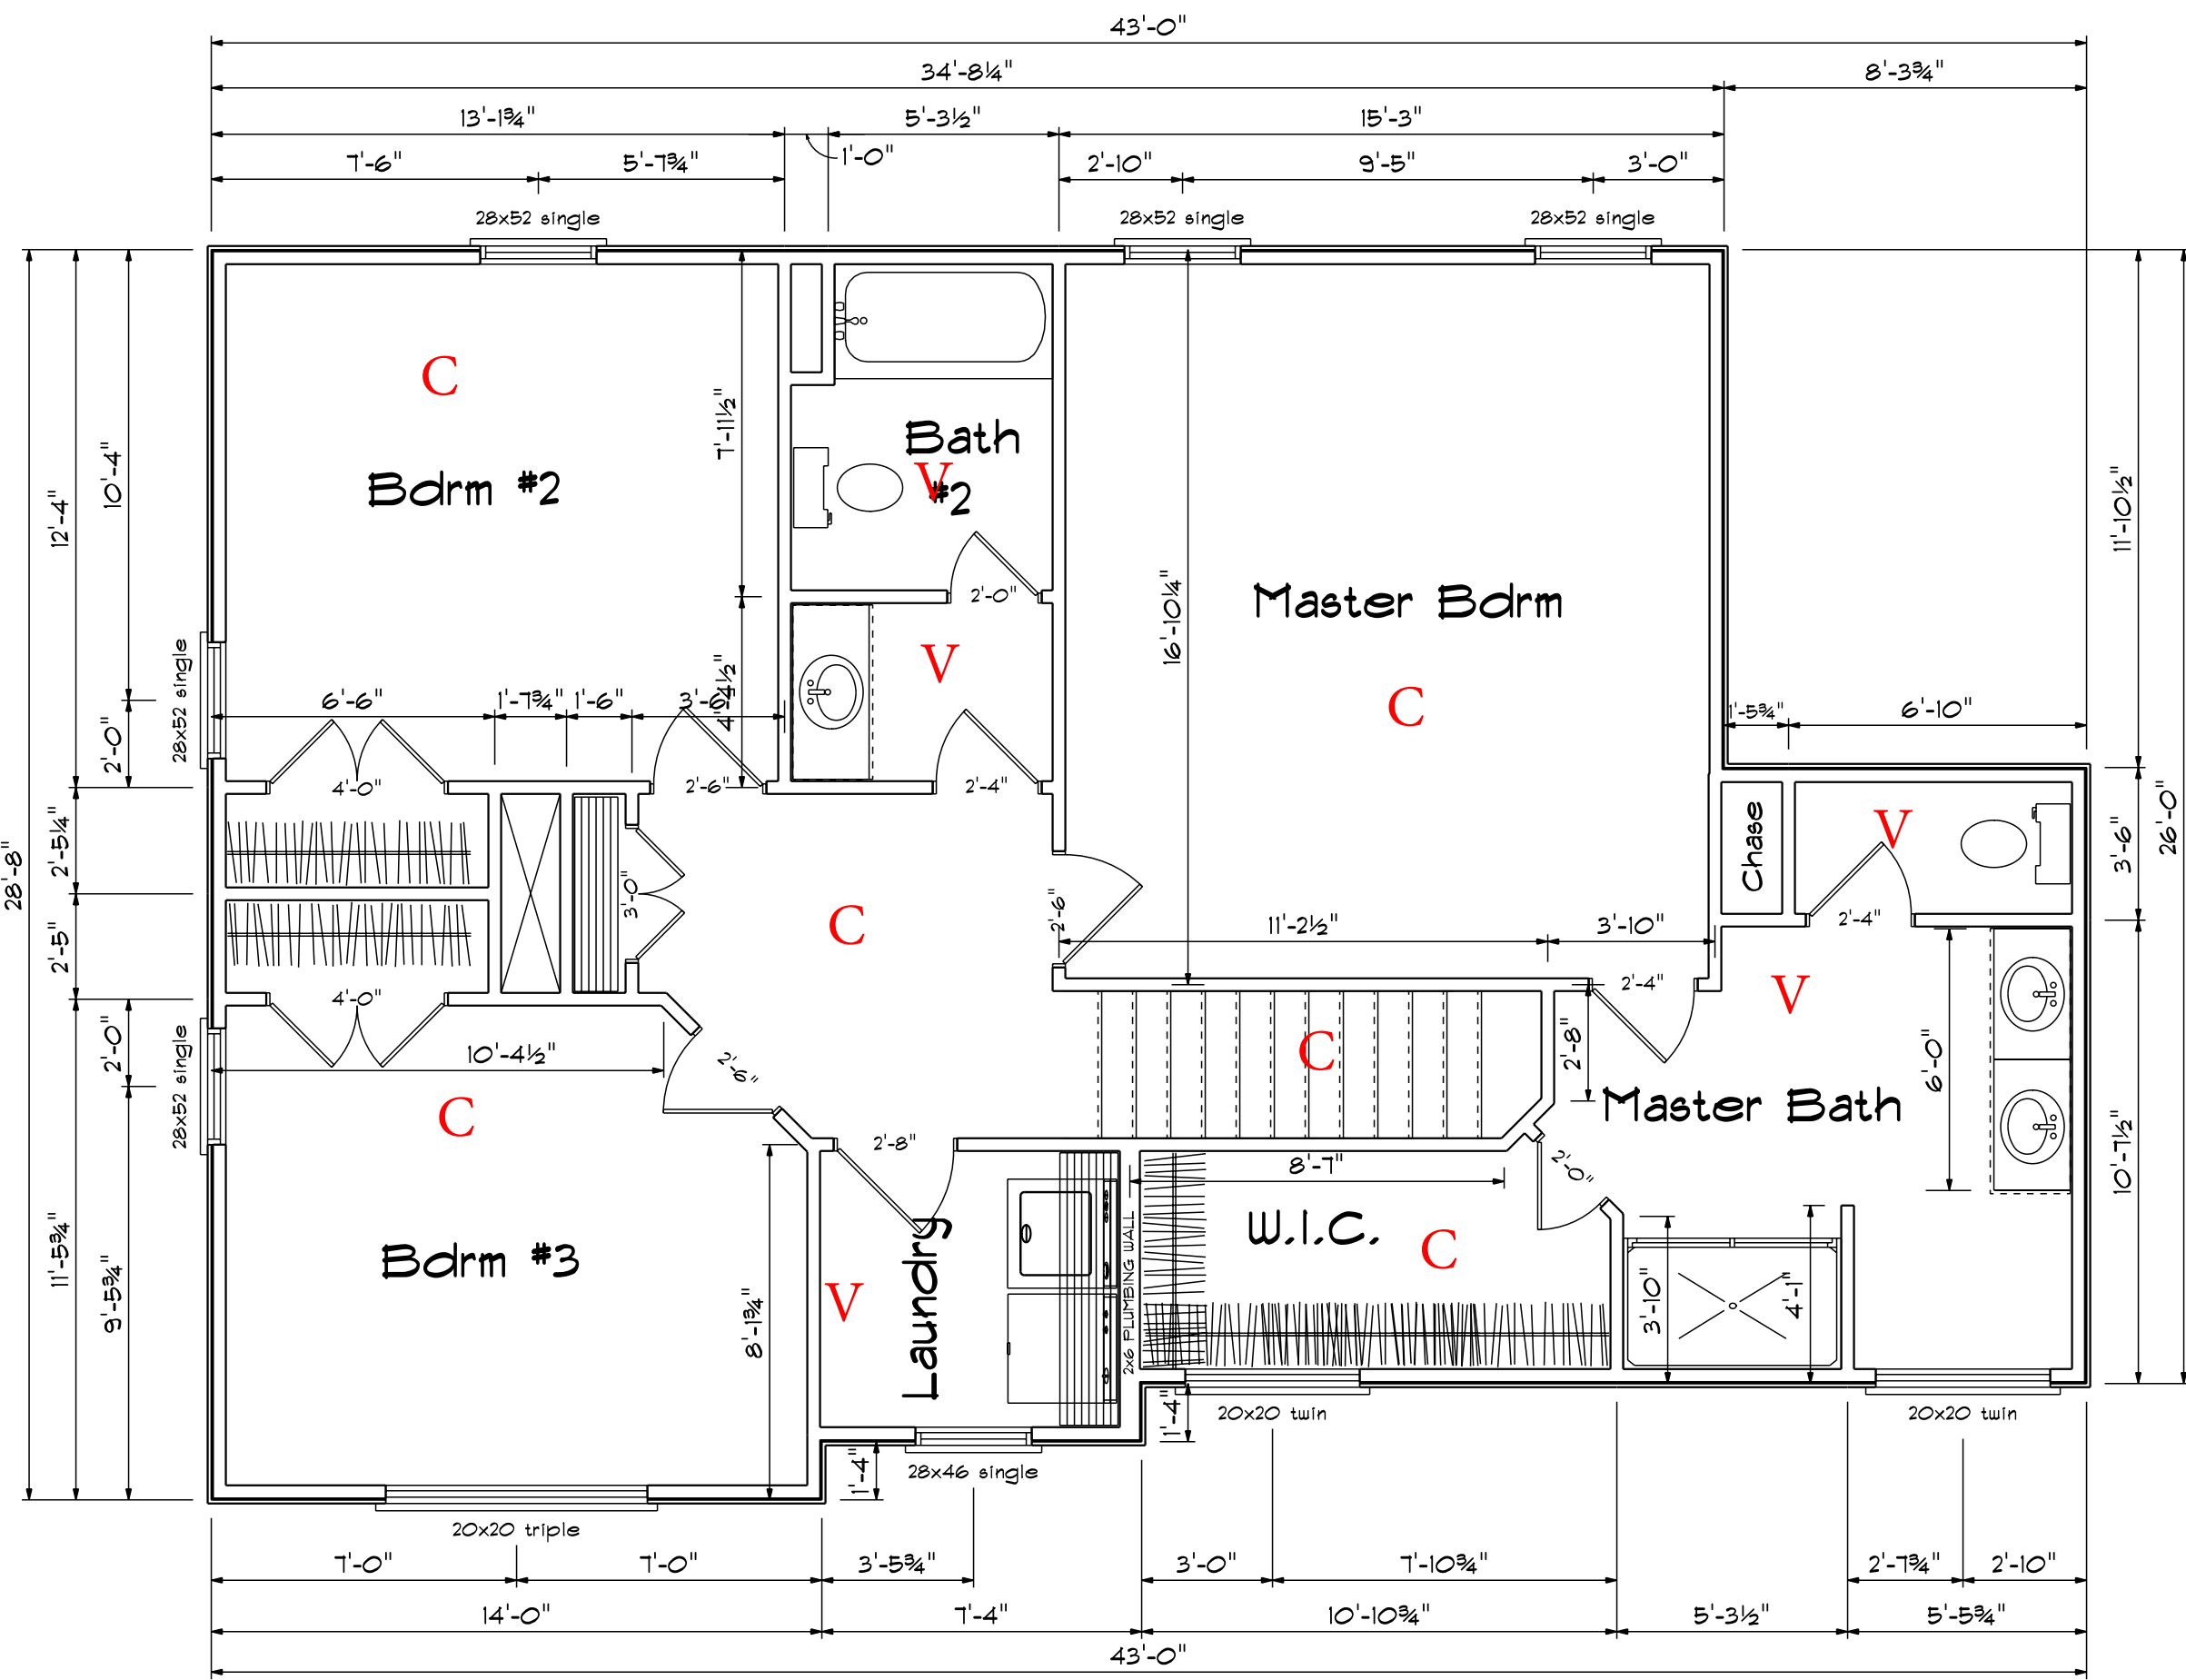 43'-0"
34'-8¼" 8'-3¾"
13'-1¾" 5'-3½" 15'-3"
7'-6" 5'-7¾" 1'-0" 2'-10" 9'-5" 3'-0"
28x52 single 28x52 single 28x52 single
C
7'-11½"
Bath
#2
V
10'-4"
12'-4"
Bdrm #2
11'-10½"
2'-0"
Master Bdrm
16'-10¼"
V
28x52 single
4'-4½"
6'-6" 1'-7¾" 1'-6" 3'-6"
C
1'-5¾" 6'-10"
2'-0"
4'-0" 2'-6" 2'-4"
28'-8"
2'-5¼"
Chase
V
3'-6"
26'-0"
3'-0"
2'-6"
C
2'-4"
11'-2½" 3'-10"
2'-5"
4'-0"
2'-4"
V
2'-0"
28x52 single
10'-4½"
2'-6"
C
2'-8"
6'-0"
C
Master Bath
2'-8"
8'-7"
2'-0"
10'-7½"
11'-5¾"
9'-5¾"
Bdrm #3
8'-1¾"
V
Laundry
2x6 PLUMBING WALL
W.I.C.
C
3'-10"
4'-1"
1'-4"
20x20 twin 20x20 twin
1'-4"
28x46 single
20x20 triple
7'-0" 7'-0" 3'-5¾" 3'-0" 7'-10¾" 2'-7¾" 2'-10"
14'-0" 7'-4" 10'-10¾" 5'-3½" 5'-5¾"
43'-0"